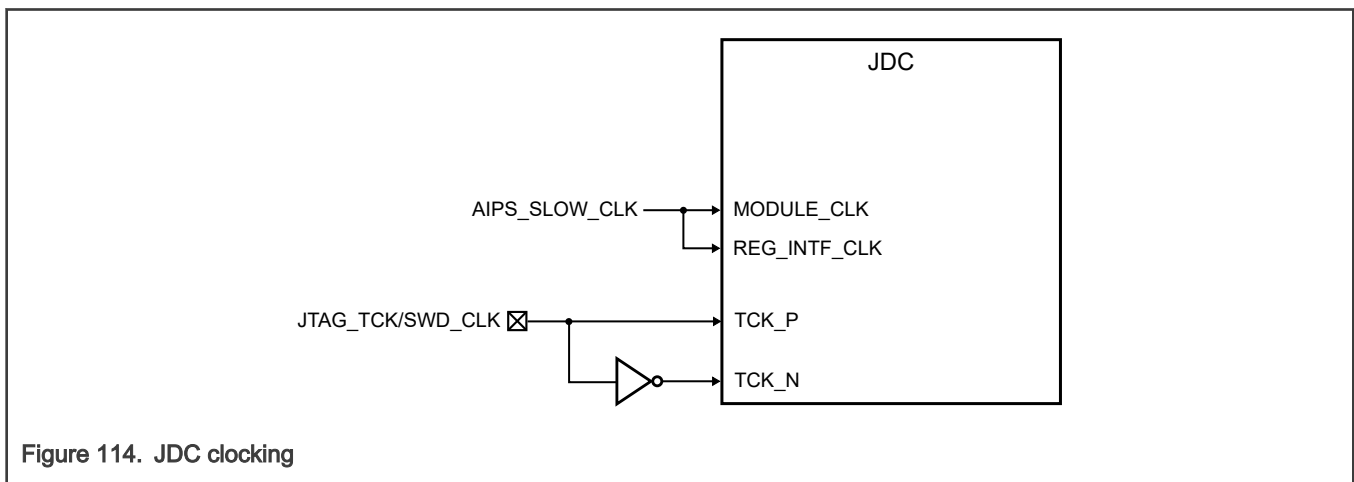 JDC
AIPS_SLOW_CLK
MODULE_CLK
REG_INTF_CLK
JTAG_TCK/SWD_CLK
TCK_P
TCK_N
Figure 114. JDC clocking